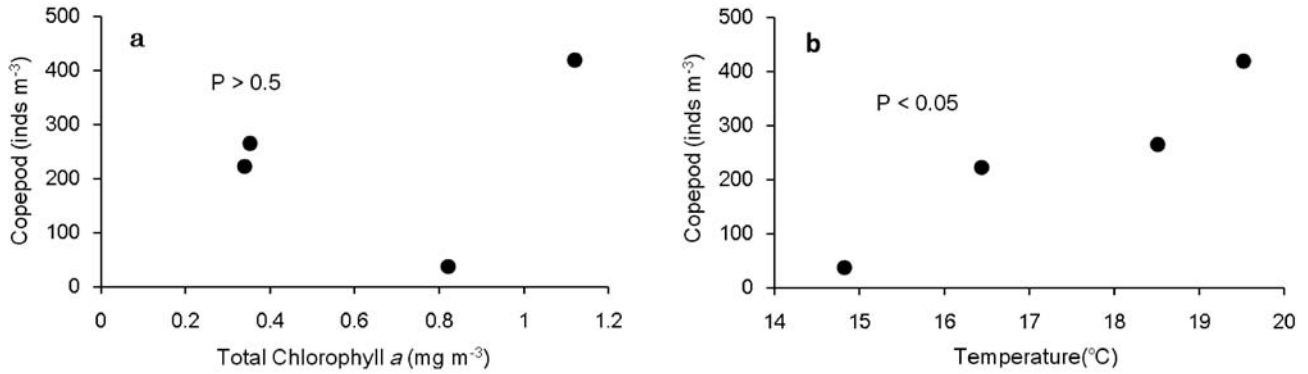 a
P > 0.5
Copepod (inds m⁻³)
500
400
300
200
100
0
0 0.2 0.4 0.6 0.8 1 1.2
Total Chlorophyll a (mg m⁻³)
b
P < 0.05
Copepod (inds m⁻³)
500
400
300
200
100
0
14 15 16 17 18 19 20
Temperature(°C)